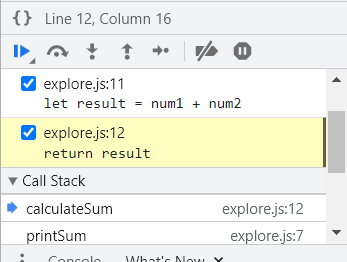 { } Line 12, Column 16
explore.js:11
let result = num1 + num2
explore.js:12
return result
Call Stack
calculateSum explore.js:12
printSum explore.js:7
Console What's New